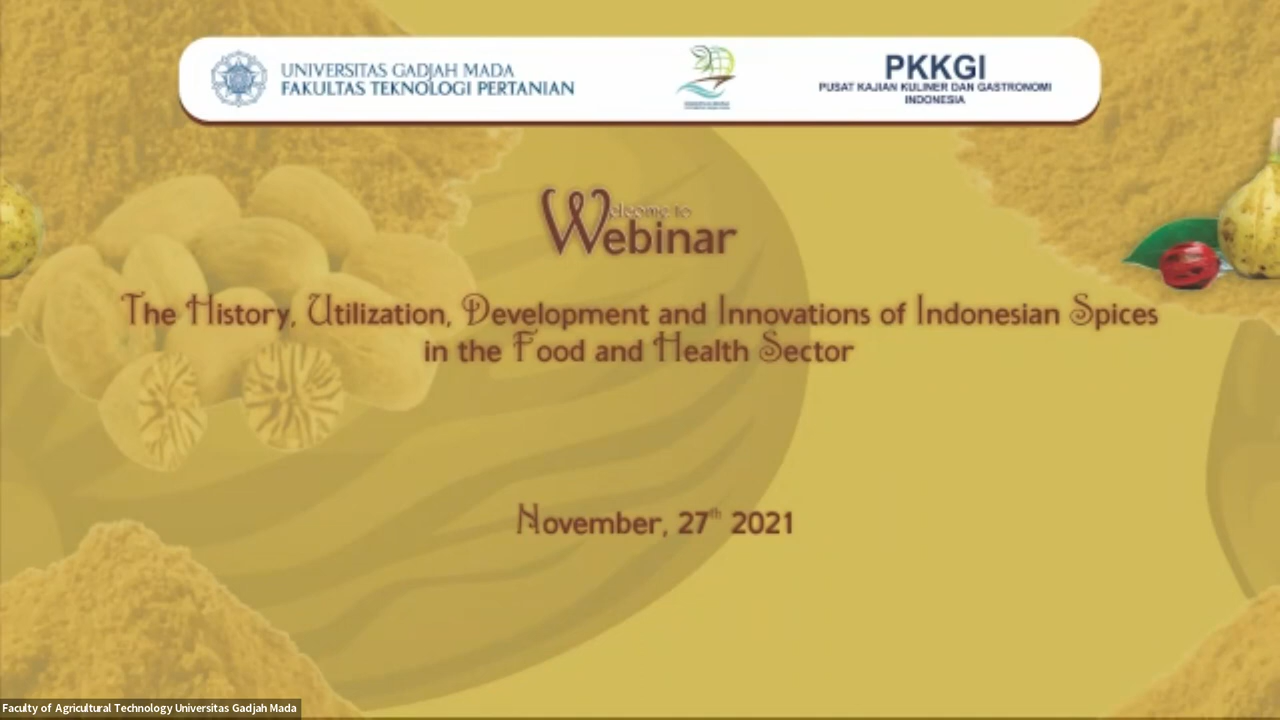 UNIVERSITAS GADJAH MADA
FAKULTAS TEKNOLOGI PERTANIAN
PKKGI
PUSAT KAJIAN KULINER DAN GASTRONOMI
INDONESIA
Welcome to
Webinar
The History, Utilization, Development and Innovations of Indonesian Spices
in the Food and Health Sector
November, 27th 2021
Faculty of Agricultural Technology Universitas Gadjah Mada